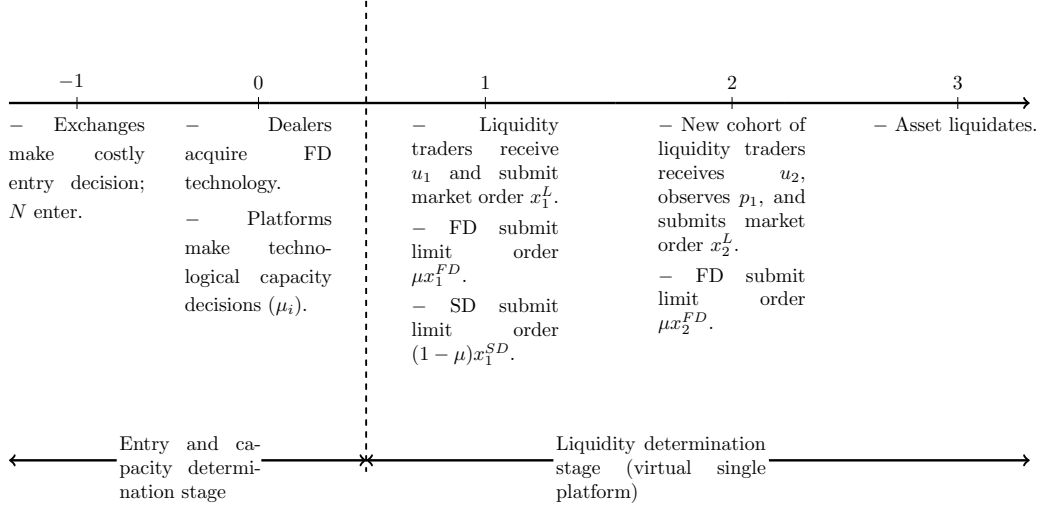 −1 0 1 2 3
− Exchanges
make costly
entry decision;
N enter.
− Dealers
acquire FD
technology.
− Platforms
make techno-
logical capacity
decisions (μᵢ).
− Liquidity
traders receive
u₁ and submit
market order x₁ᴸ.
− FD submit
limit order
μx₁ᶠᴰ.
− SD submit
limit order
(1 − μ)x₁ˢᴰ.
− New cohort of
liquidity traders
receives u₂,
observes p₁, and
submits market
order x₂ᴸ.
− FD submit
limit order
μx₂ᶠᴰ.
− Asset liquidates.
Entry and ca-
pacity determi-
nation stage
Liquidity determination
stage (virtual single
platform)